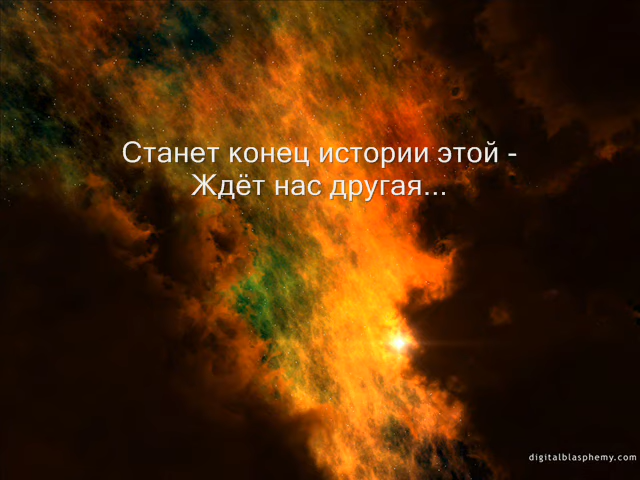 Станет конец истории этой -
Ждёт нас другая...
digitalblasphemy.com